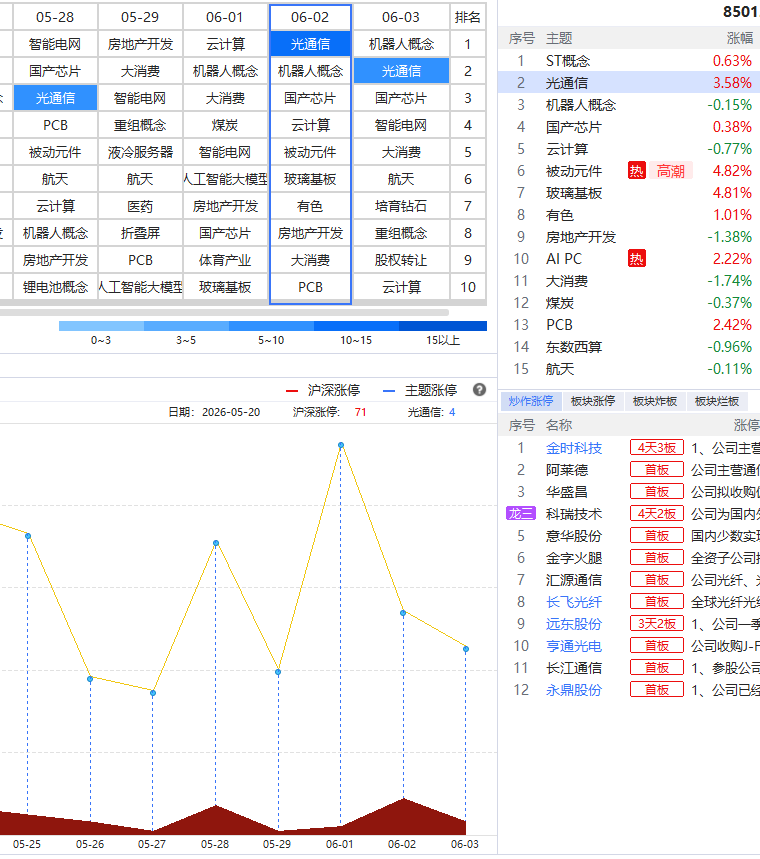 05-28 05-29 06-01 06-02 06-03 排名
智能电网 房地产开发 云计算 光通信 机器人概念 1
国产芯片 大消费 机器人概念 机器人概念 光通信 2
光通信 智能电网 大消费 国产芯片 国产芯片 3
PCB 重组概念 煤炭 云计算 智能电网 4
被动元件 液冷服务器 智能电网 被动元件 大消费 5
航天 航天 人工智能大模型 玻璃基板 航天 6
云计算 医药 房地产开发 有色 培育钻石 7
机器人概念 折叠屏 国产芯片 房地产开发 重组概念 8
房地产开发 PCB 体育产业 大消费 股权转让 9
锂电池概念 人工智能大模型 玻璃基板 PCB 云计算 10
0~3 3~5 5~10 10~15 15以上
沪深涨停 主题涨停 ?
日期: 2026-05-20 沪深涨停: 71 光通信: 4
05-25 05-26 05-27 05-28 05-29 06-01 06-02 06-03
8501
序号 主题 涨幅
1 ST概念 0.63%
2 光通信 3.58%
3 机器人概念 -0.15%
4 国产芯片 0.38%
5 云计算 -0.77%
6 被动元件 热 高潮 4.82%
7 玻璃基板 4.81%
8 有色 1.01%
9 房地产开发 -1.38%
10 AI PC 热 2.22%
11 大消费 -1.74%
12 煤炭 -0.37%
13 PCB 2.42%
14 东数西算 -0.96%
15 航天 -0.11%
炒作涨停 板块涨停 板块炸板 板块烂板
序号 名称 涨停
1 金时科技 4天3板 1、公司主营
2 阿莱德 首板 公司主营通
3 华盛昌 首板 公司拟收购
龙三 科瑞技术 4天2板 公司为国内
5 意华股份 首板 国内少数实
6 金字火腿 首板 全资子公司
7 汇源通信 首板 公司光纤、
8 长飞光纤 首板 全球光纤光
9 远东股份 3天2板 1、公司一季
10 亨通光电 首板 公司收购J-F
11 长江通信 首板 1、参股公司
12 永鼎股份 首板 1、公司已经